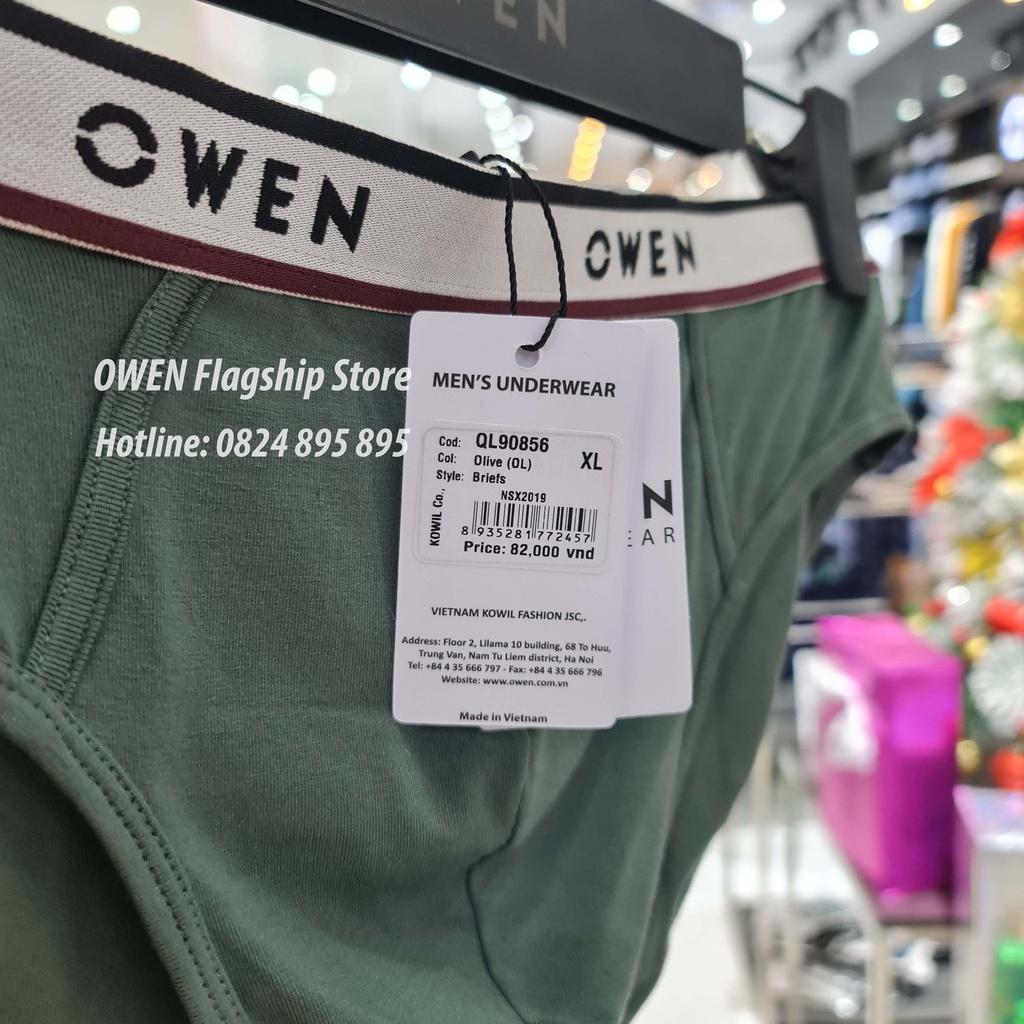 OWEN
OWEN
OWEN Flagship Store
Hotline: 0824 895 895
MEN'S UNDERWEAR
Cod: QL90856
Col: Olive (OL) XL
Style: Briefs
NSX2019
KOWIL Co.,
8 935281 772457
Price: 82,000 vnd
VIETNAM KOWIL FASHION JSC,.
Address: Floor 2, Lilama 10 building, 68 To Huu,
Trung Van, Nam Tu Liem district, Ha Noi
Tel: +84 4 35 666 797 - Fax: +84 4 35 666 796
Website: www.owen.com.vn
Made in Vietnam
N
EAR